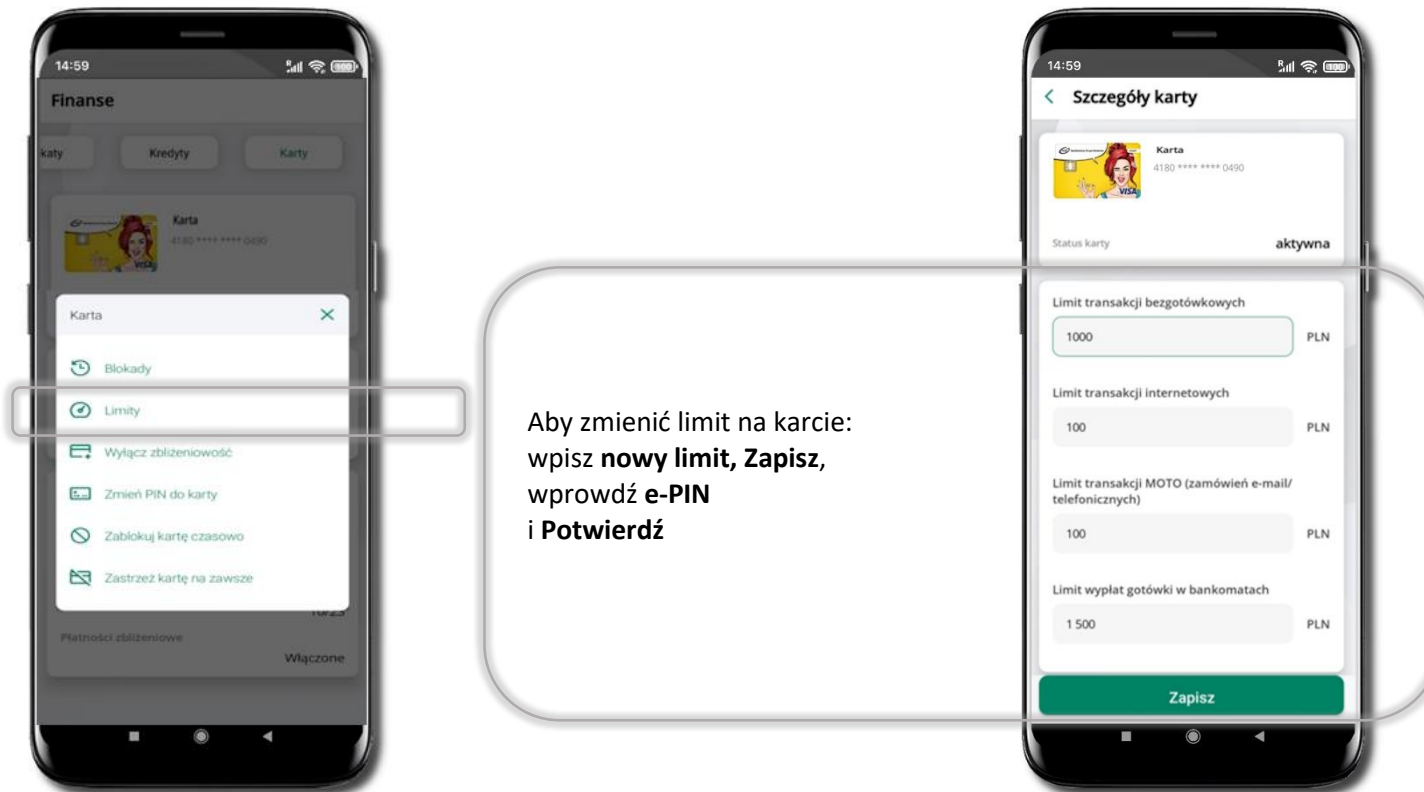 14:59
Finanse
katy
Kredyty
Karty
Karta
4180 **** **** 0490
VISA
Karta
Blokady
Limity
Wyłącz zbliżeniowość
Zmień PIN do karty
Zablokuj kartę czasowo
Zastrzeż kartę na zawsze
10/23
Płatności zbliżeniowe
Włączone
Aby zmienić limit na karcie:
wpisz nowy limit, Zapisz,
wprowdź e-PIN
i Potwierdź
14:59
Szczegóły karty
Karta
4180 **** **** 0490
VISA
Status karty
aktywna
Limit transakcji bezgotówkowych
1000 PLN
Limit transakcji internetowych
100 PLN
Limit transakcji MOTO (zamówień e-mail/
telefonicznych)
100 PLN
Limit wypłat gotówki w bankomatach
1 500 PLN
Zapisz